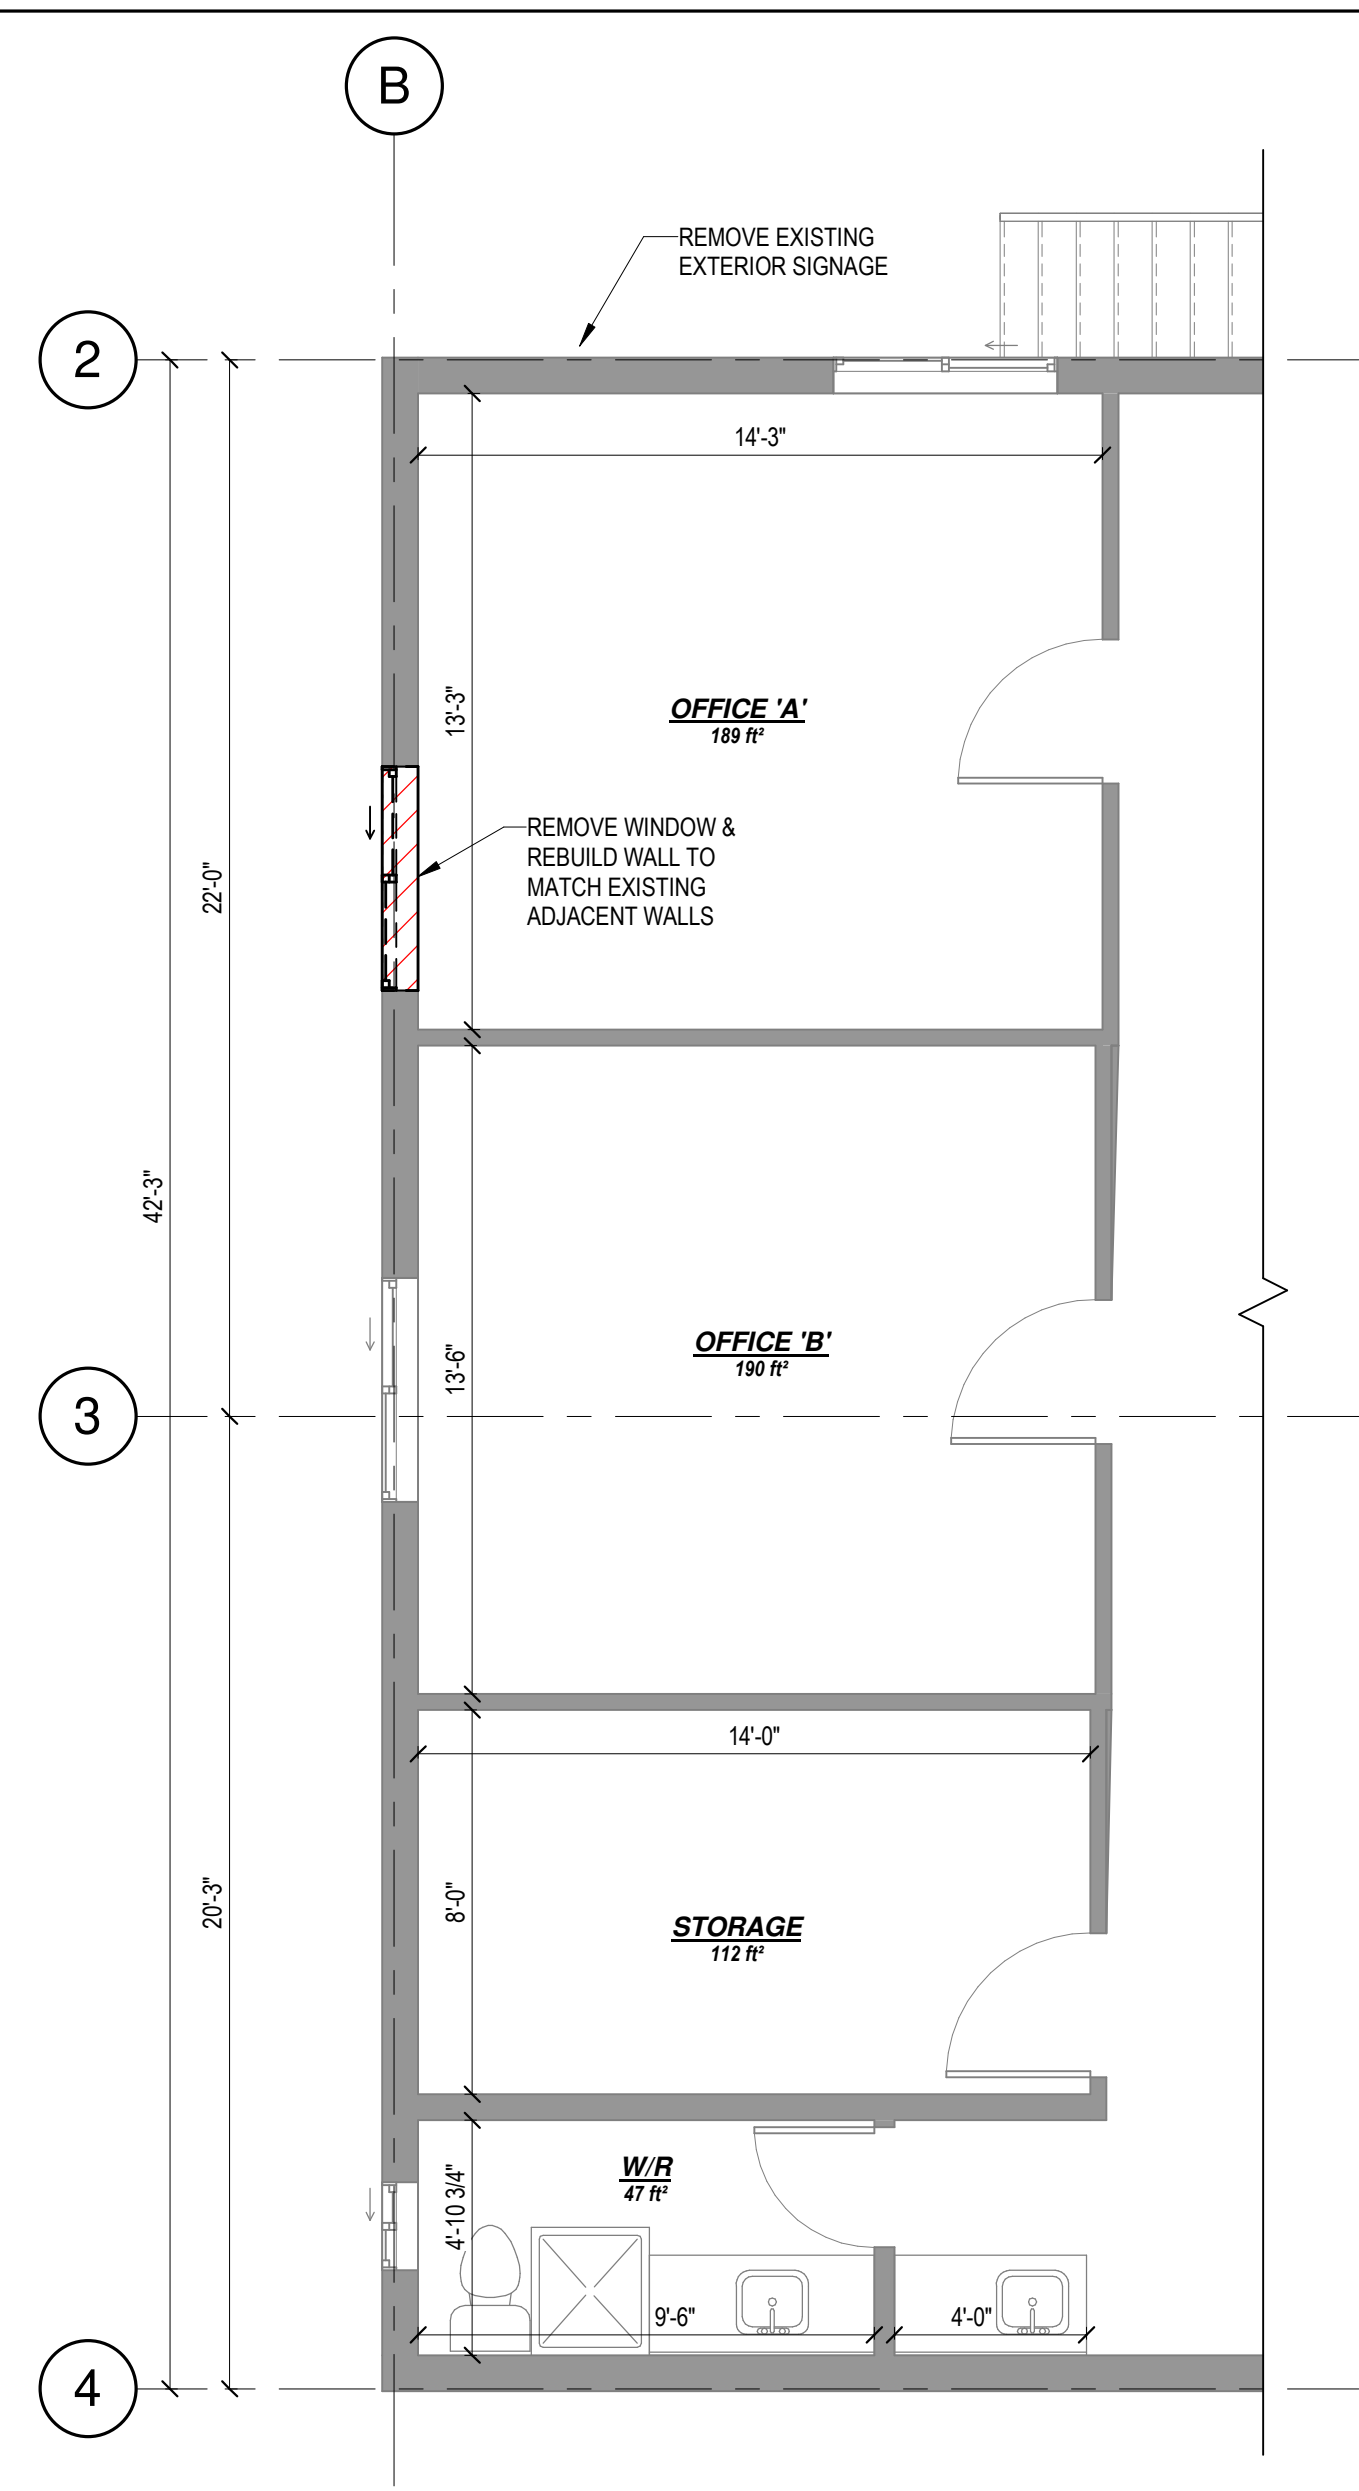 B
REMOVE EXISTING
EXTERIOR SIGNAGE
2
14'-3"
13'-3"
OFFICE 'A'
189 ft²
REMOVE WINDOW &
REBUILD WALL TO
MATCH EXISTING
ADJACENT WALLS
22'-0"
42'-3"
13'-6"
OFFICE 'B'
190 ft²
3
14'-0"
20'-3"
8'-0"
STORAGE
112 ft²
W/R
47 ft²
4'-10 3/4"
9'-6"
4'-0"
4